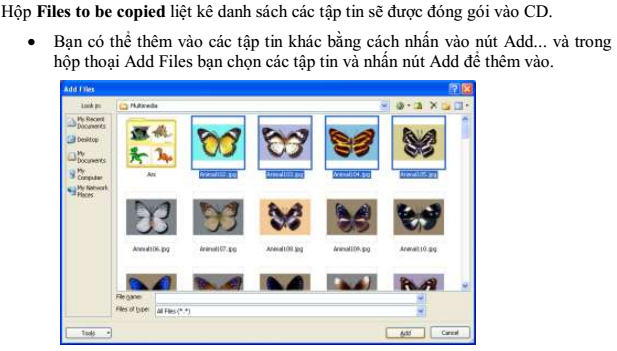 Hộp Files to be copied liệt kê danh sách các tập tin sẽ được đóng gói vào CD.
• Bạn có thể thêm vào các tập tin khác bằng cách nhấn vào nút Add... và trong
hộp thoại Add Files bạn chọn các tập tin và nhấn nút Add để thêm vào.
Add Files
Look in: Multimedia
My Recent
Documents
Desktop
My
Documents
My
Computer
My Network
Places
Animal102.jpg Animal103.jpg Animal104.jpg Animal105.jpg
Animal106.jpg Animal107.jpg Animal108.jpg Animal109.jpg Animal110.jpg
File name:
Files of type: All Files (*.*)
Tools Add Cancel